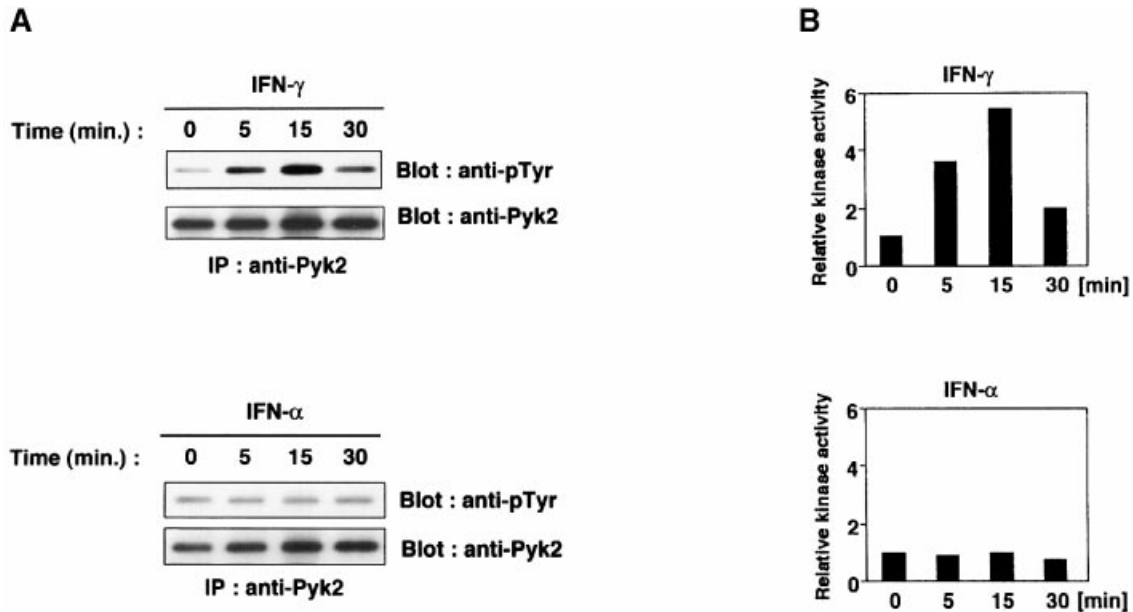 A
IFN-γ
Time (min.) : 0 5 15 30
Blot : anti-pTyr
Blot : anti-Pyk2
IP : anti-Pyk2
IFN-α
Time (min.) : 0 5 15 30
Blot : anti-pTyr
Blot : anti-Pyk2
IP : anti-Pyk2
B
IFN-γ
Relative kinase activity
6
4
2
0
0 5 15 30 [min]
IFN-α
Relative kinase activity
6
4
2
0
0 5 15 30 [min]